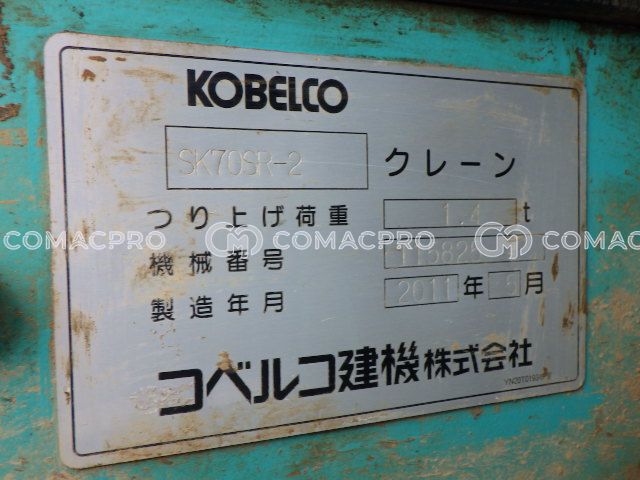 KOBELCO
SK70SR-2 クレーン
つり上げ荷重 1.4 t
COMACPRO COMACPRO COMACPRO
機械番号
製造年月 2011 年 5 月
コベルコ建機株式会社